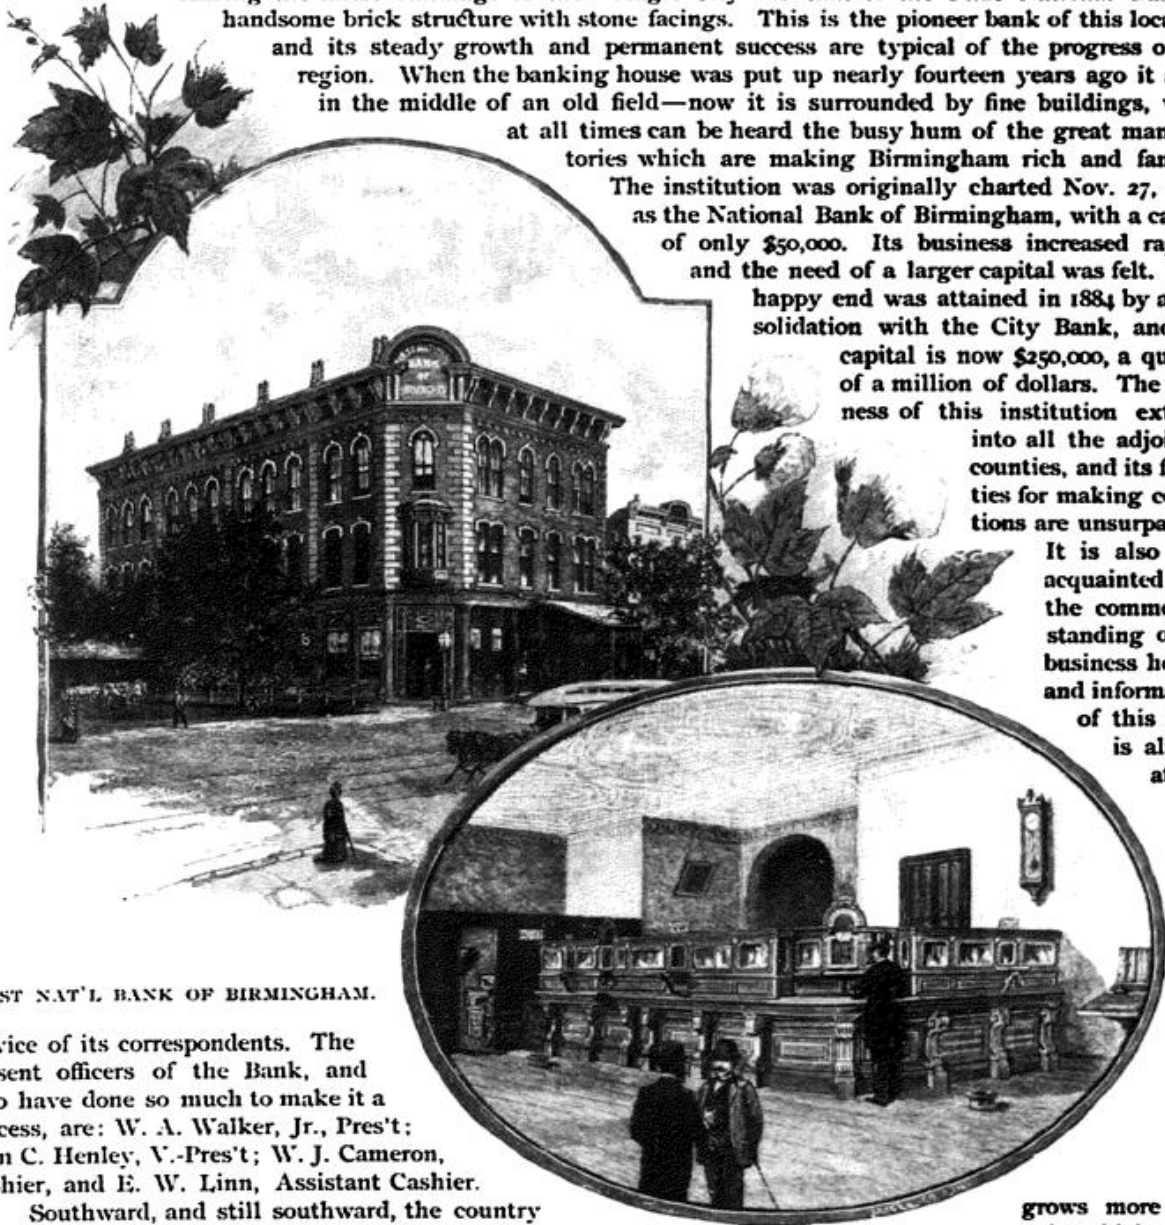 handsome brick structure with stone facings. This is the pioneer bank of this loca
and its steady growth and permanent success are typical of the progress o
region. When the banking house was put up nearly fourteen years ago it
in the middle of an old field—now it is surrounded by fine buildings,
at all times can be heard the busy hum of the great man
tories which are making Birmingham rich and fa
The institution was originally charted Nov. 27,
as the National Bank of Birmingham, with a ca
of only $50,000. Its business increased ra
and the need of a larger capital was felt.
happy end was attained in 1884 by a
solidation with the City Bank, and
capital is now $250,000, a qu
of a million of dollars. The
ness of this institution ext
into all the adjoi
counties, and its f
ties for making c
tions are unsurpa
It is also
acquainted
the comme
standing o
business ho
and inform
of this
is al
a
BANK
OF
ST NAT'L BANK OF BIRMINGHAM.
vice of its correspondents. The
sent officers of the Bank, and
o have done so much to make it a
cess, are: W. A. Walker, Jr., Pres't;
n C. Henley, V.-Pres't; W. J. Cameron,
hier, and E. W. Linn, Assistant Cashier.
Southward, and still southward, the country
grows more